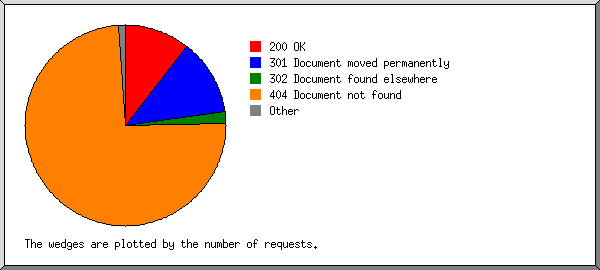 200 OK
301 Document moved permanently
302 Document found elsewhere
404 Document not found
Other
The wedges are plotted by the number of requests.